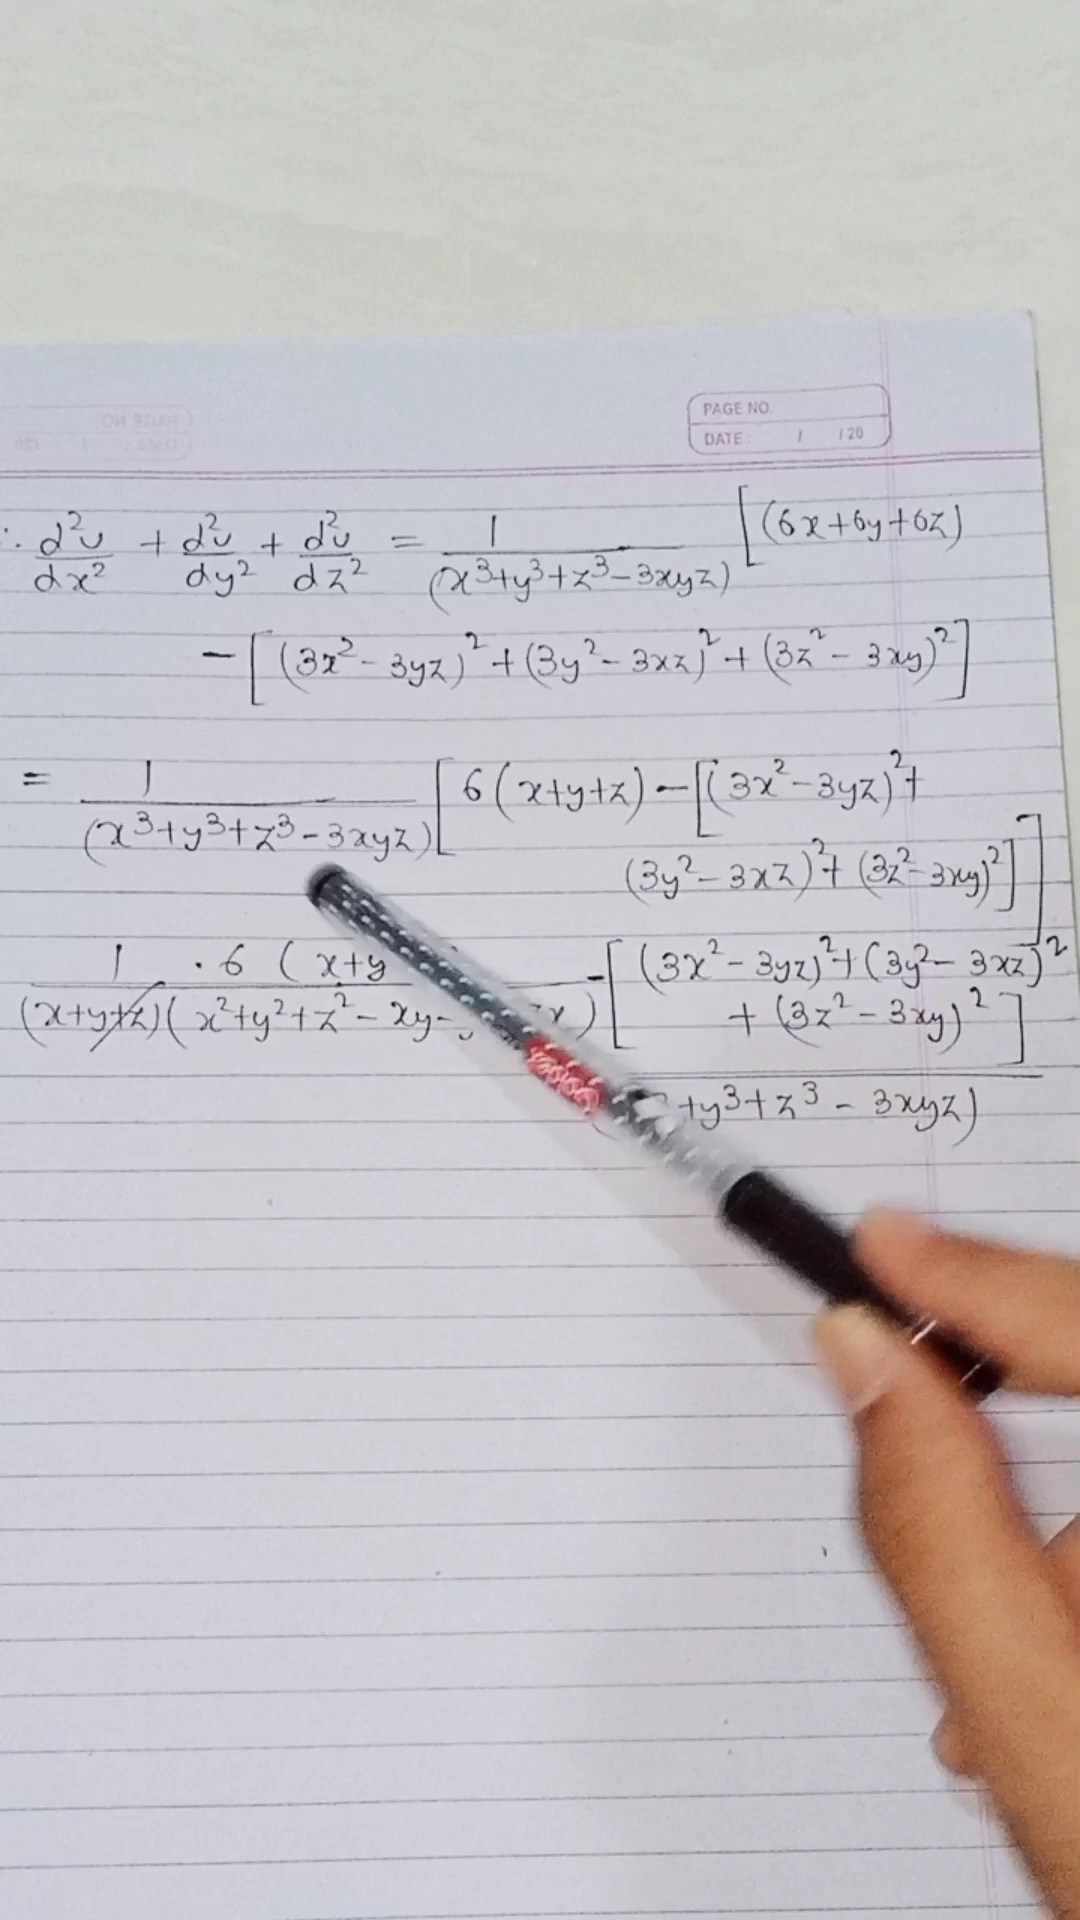 PAGE NO.
DATE : / / 20
∴ d²u/dx² + d²u/dy² + d²u/dz² = 1/(x³+y³+z³-3xyz) [(6x+6y+6z)
- [(3x²-3yz)² + (3y²-3xz)² + (3z²-3xy)²]
= 1/(x³+y³+z³-3xyz) [6(x+y+z) - [(3x²-3yz)² +
(3y²-3xz)² + (3z²-3xy)²]]
1 · 6 (x+y - [(3x²-3yz)² + (3y²-3xz)²
(x+y+z)(x²+y²+z²-xy- ) + (3z²-3xy)²]
+y³+z³-3xyz)